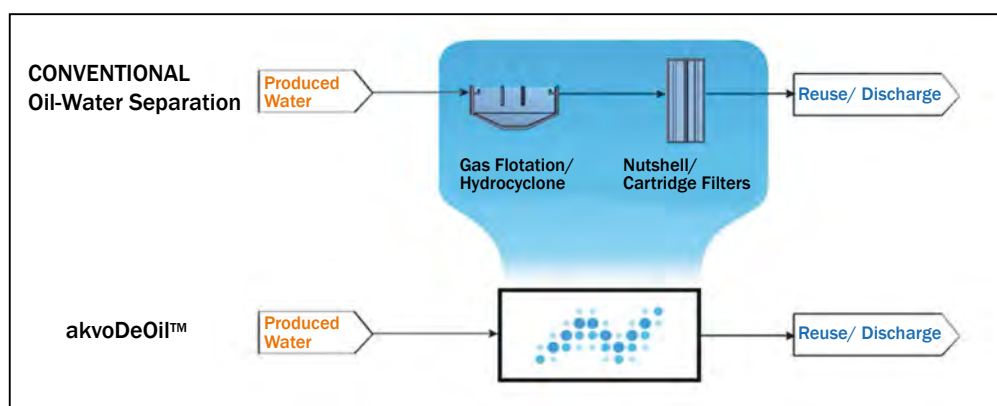 CONVENTIONAL
Oil-Water Separation
Produced
Water
Gas Flotation/
Hydrocyclone
Nutshell/
Cartridge Filters
Reuse/ Discharge
akvoDeOil™
Produced
Water
Reuse/ Discharge